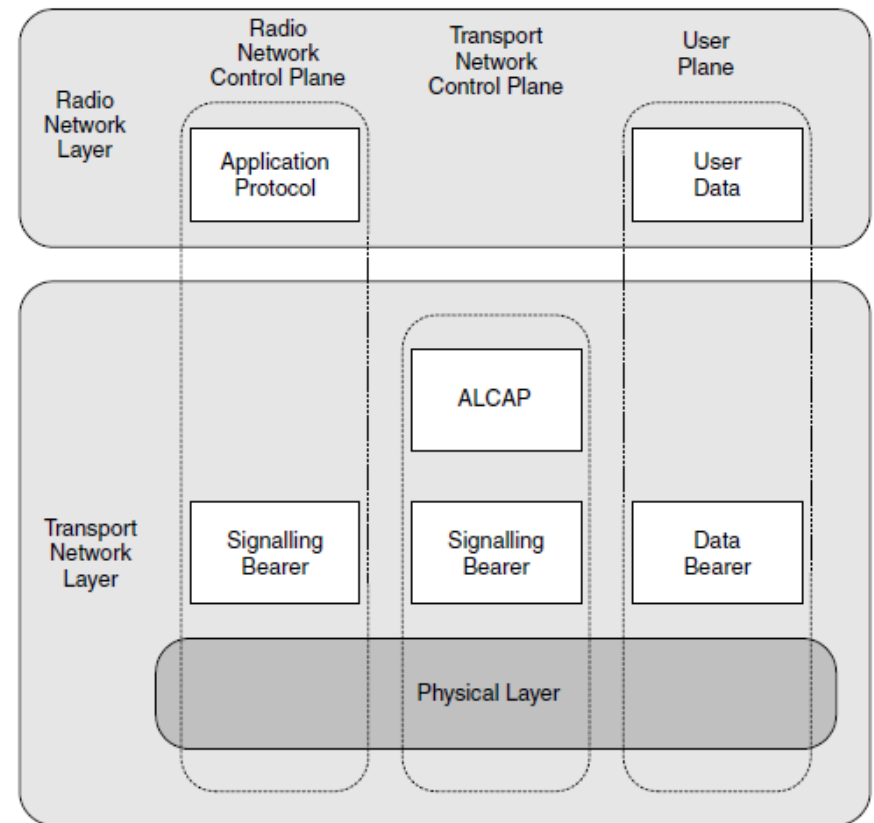 Radio
Network
Control Plane
Transport
Network
Control Plane
User
Plane
Radio
Network
Layer
Application
Protocol
User
Data
ALCAP
Transport
Network
Layer
Signalling
Bearer
Signalling
Bearer
Data
Bearer
Physical Layer